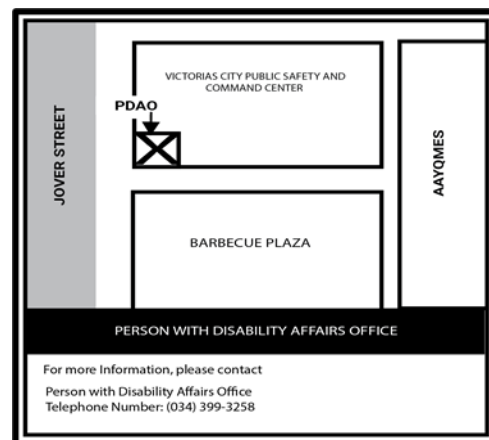 VICTORIAS CITY PUBLIC SAFETY AND
COMMAND CENTER
PDAO
JOVER STREET
AAYQMES
BARBECUE PLAZA
PERSON WITH DISABILITY AFFAIRS OFFICE
For more Information, please contact
Person with Disability Affairs Office
Telephone Number: (034) 399-3258